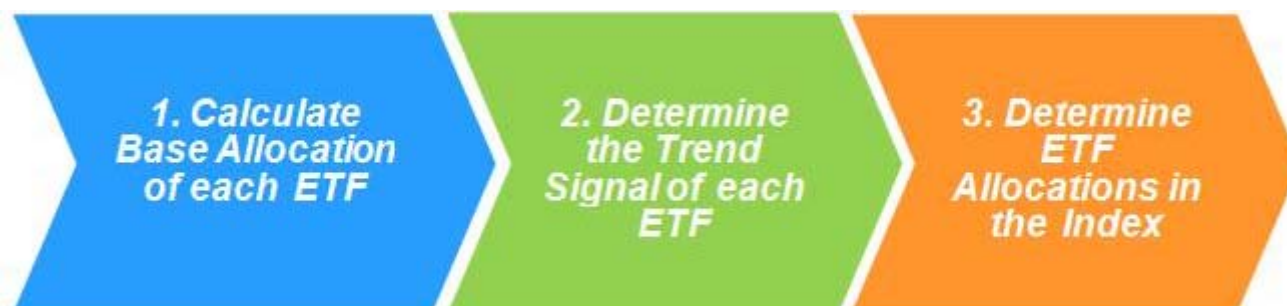 1. Calculate
Base Allocation
of each ETF
2. Determine
the Trend
Signal of each
ETF
3. Determine
ETF
Allocations in
the Index